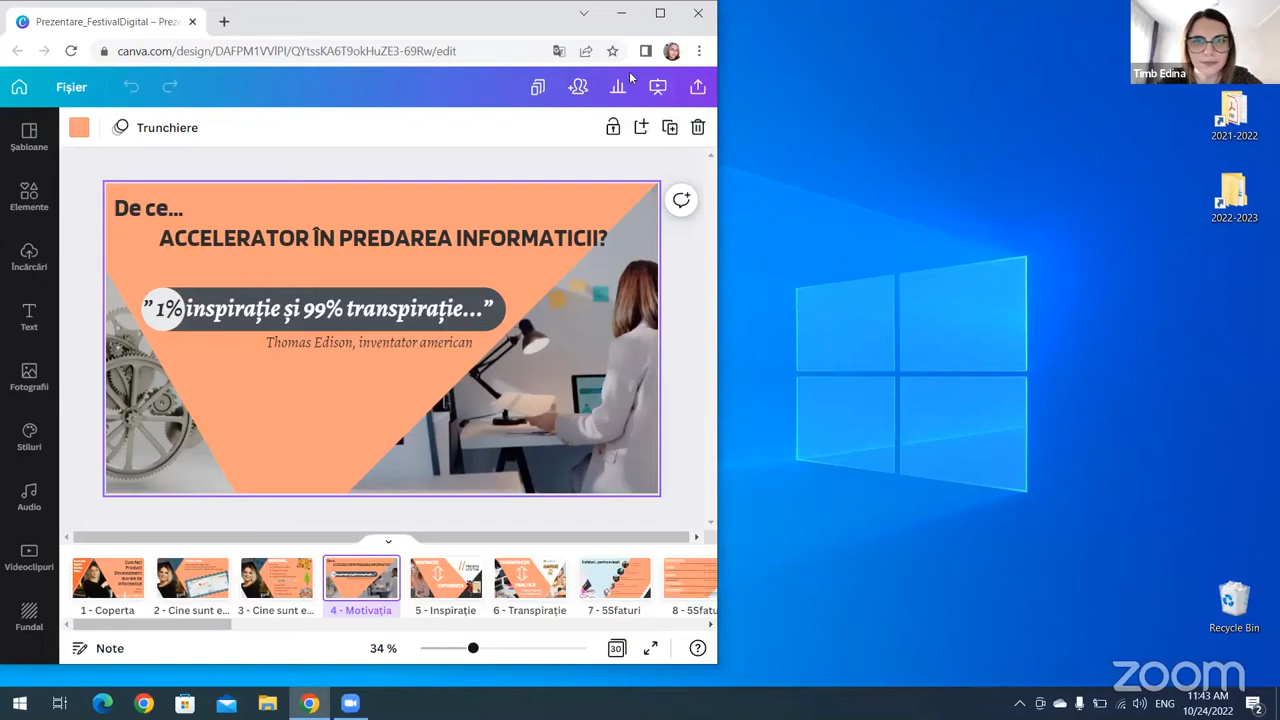 Prezentare_FestivalDigital – Preze
canva.com/design/DAFPM1VVlPI/QYtssKA6T9okHuZE3-69Rw/edit
Fișier
Trunchiere
Șabloane
Elemente
Încărcări
Text
Fotografii
Stiluri
Audio
Videoclipuri
Fundal
De ce...
ACCELERATOR ÎN PREDAREA INFORMATICII?
” 1% inspirație și 99% transpirație...”
Thomas Edison, inventator american
1 - Coperta
2 - Cine sunt e...
3 - Cine sunt e...
4 - Motivația
5 - Inspirație
6 - Transpirație
7 - 5Sfaturi
8 - 5Sfatu
Note
34 %
30
Timb Edina
2021-2022
2022-2023
Recycle Bin
zoom
ENG
11:43 AM
10/24/2022
2